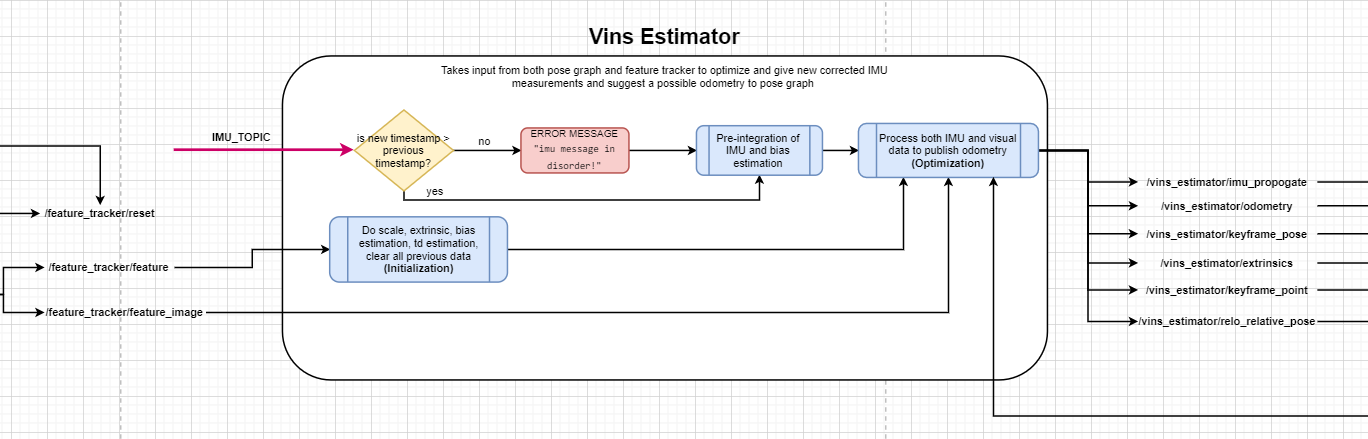 Vins Estimator
Takes input from both pose graph and feature tracker to optimize and give new corrected IMU
measurements and suggest a possible odometry to pose graph
IMU_TOPIC
is new timestamp >
previous
timestamp?
no
yes
ERROR MESSAGE
"imu message in
disorder!"
Pre-integration of
IMU and bias
estimation
Process both IMU and visual
data to publish odometry
(Optimization)
/feature_tracker/reset
/feature_tracker/feature
/feature_tracker/feature_image
Do scale, extrinsic, bias
estimation, td estimation,
clear all previous data
(Initialization)
/vins_estimator/imu_propogate
/vins_estimator/odometry
/vins_estimator/keyframe_pose
/vins_estimator/extrinsics
/vins_estimator/keyframe_point
/vins_estimator/relo_relative_pose